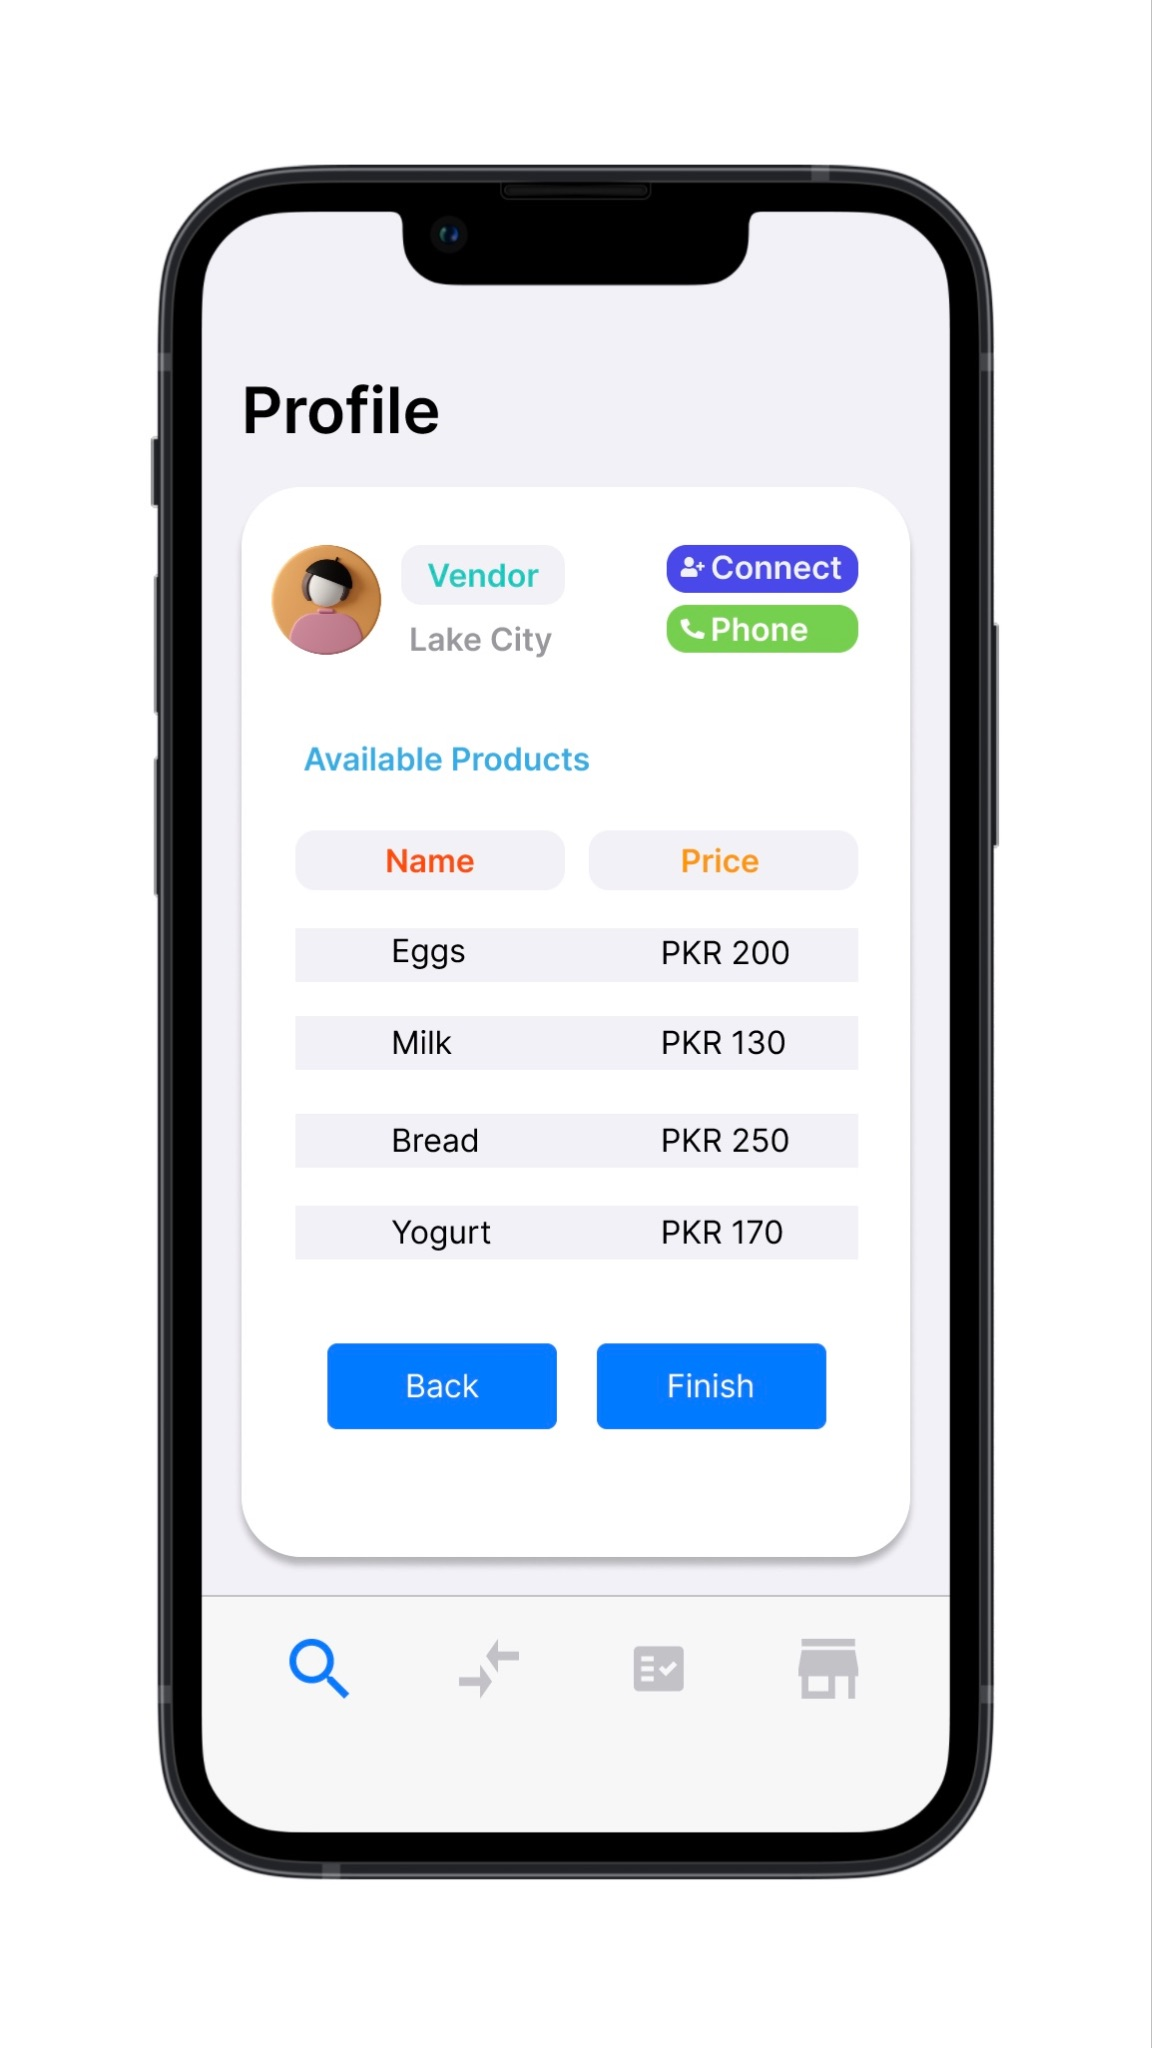 Profile
Vendor
Connect
Lake City
Phone
Available Products
Name Price
Eggs PKR 200
Milk PKR 130
Bread PKR 250
Yogurt PKR 170
Back Finish